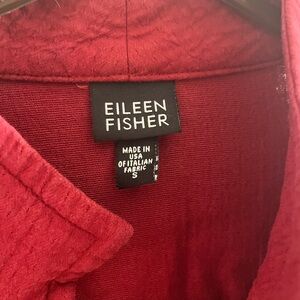 EILEEN
FISHER
MADE IN
USA
OF ITALIAN
FABRIC
S